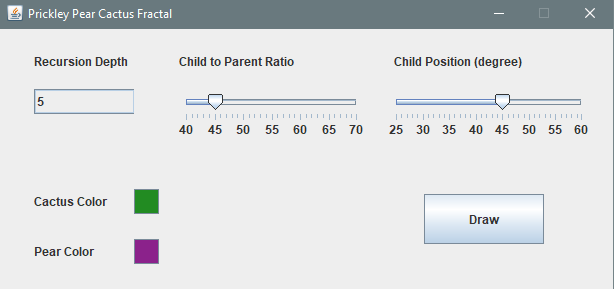 Prickley Pear Cactus Fractal
Recursion Depth
Child to Parent Ratio
Child Position (degree)
5
40 45 50 55 60 65 70
25 30 35 40 45 50 55 60
Cactus Color
Draw
Pear Color